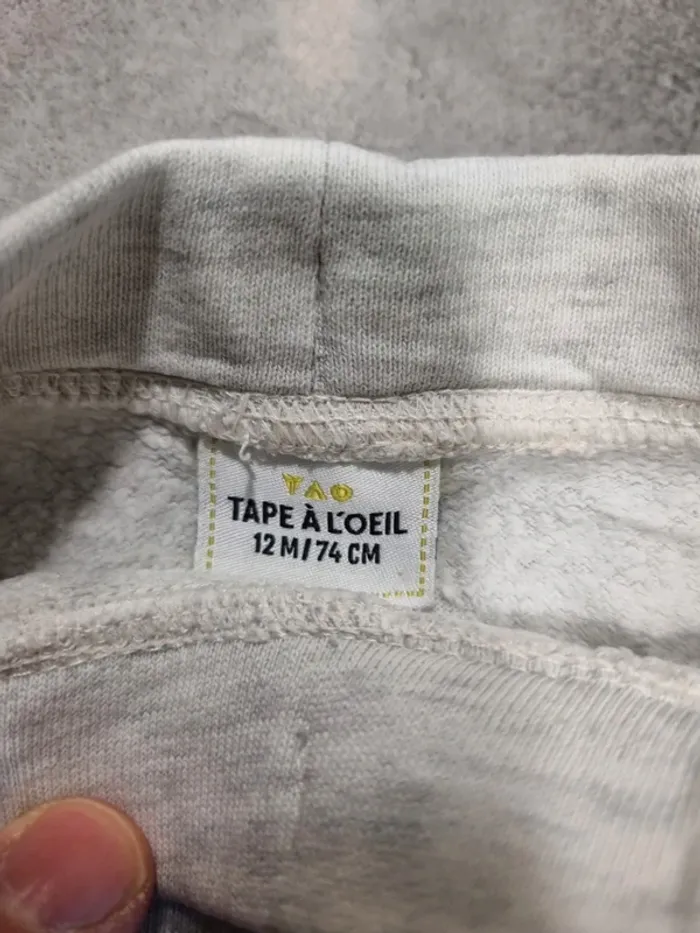 TAO
TAPE À L'OEIL
12 M/74 CM